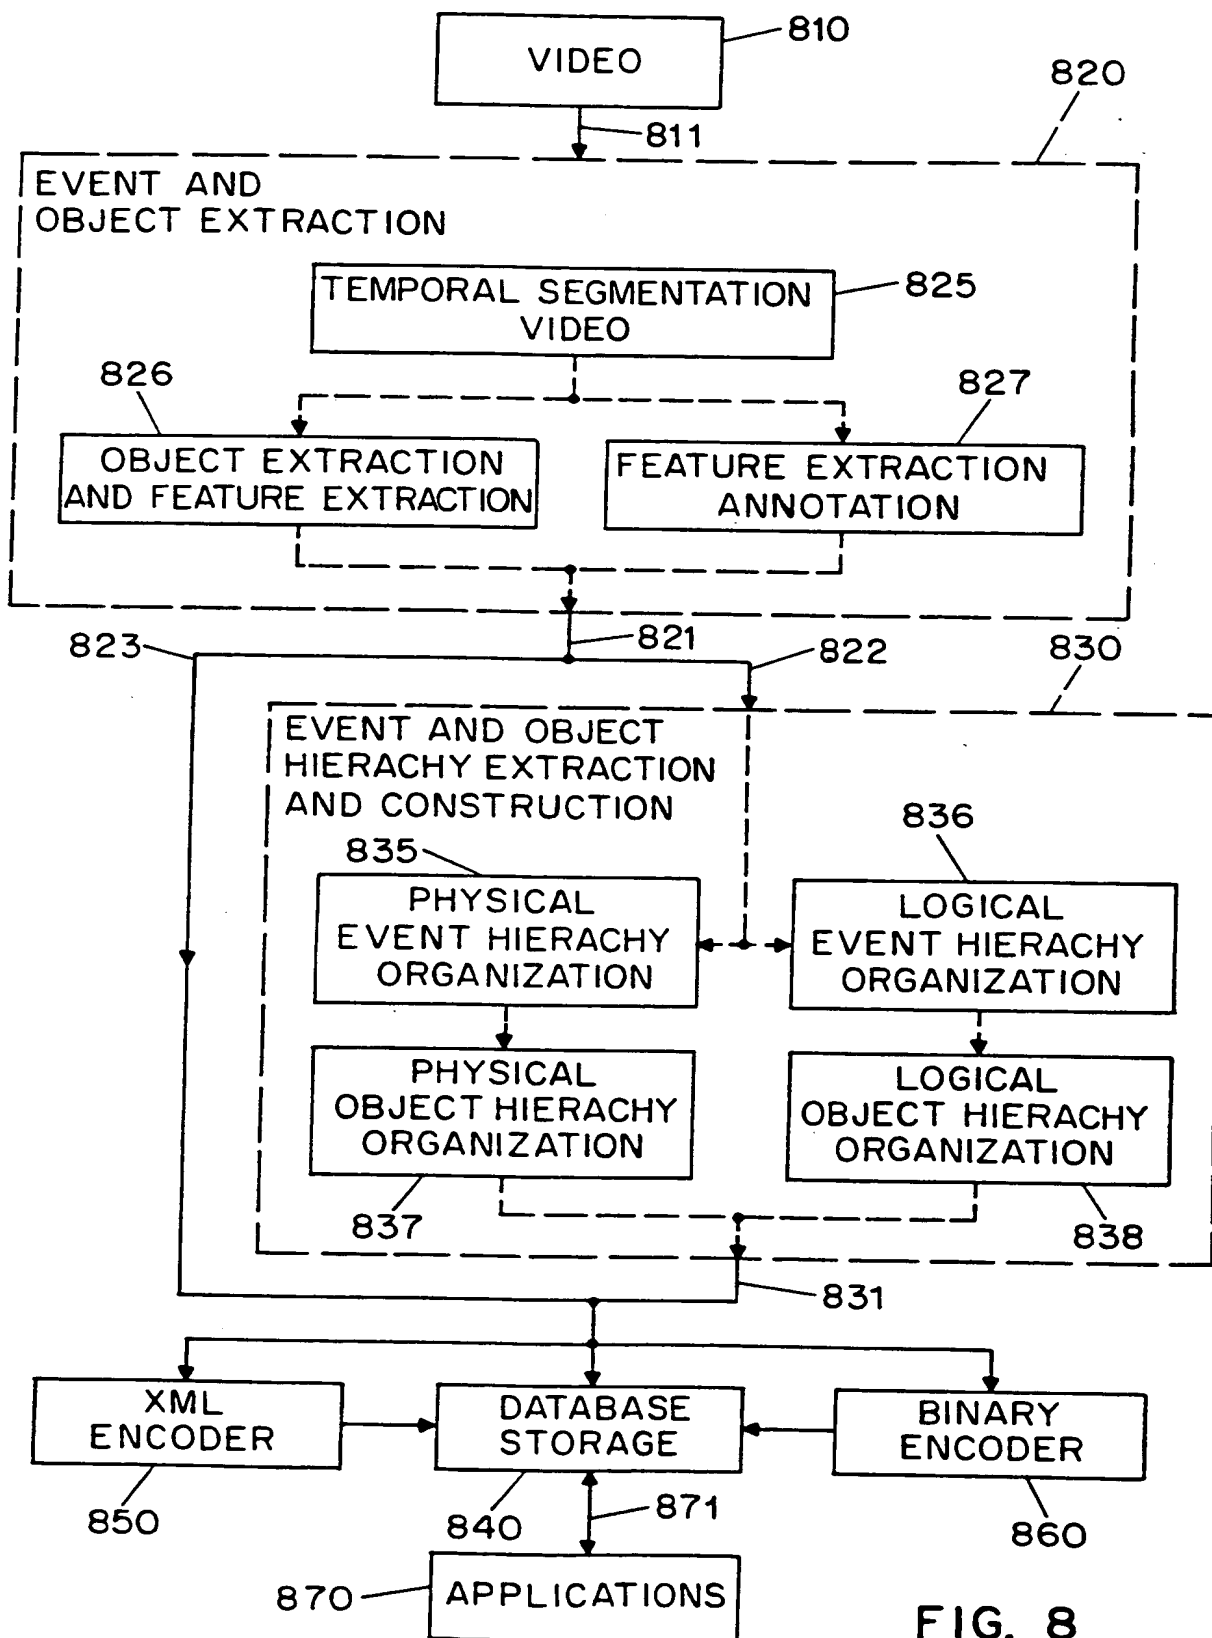 VIDEO
810
811
820
EVENT AND
OBJECT EXTRACTION
TEMPORAL SEGMENTATION
VIDEO
825
826
827
OBJECT EXTRACTION
AND FEATURE EXTRACTION
FEATURE EXTRACTION
ANNOTATION
823
821
822
830
EVENT AND OBJECT
HIERACHY EXTRACTION
AND CONSTRUCTION
835
836
PHYSICAL
EVENT HIERACHY
ORGANIZATION
LOGICAL
EVENT HIERACHY
ORGANIZATION
PHYSICAL
OBJECT HIERACHY
ORGANIZATION
LOGICAL
OBJECT HIERACHY
ORGANIZATION
837
838
831
XML
ENCODER
DATABASE
STORAGE
BINARY
ENCODER
850
840
871
860
870
APPLICATIONS
FIG. 8